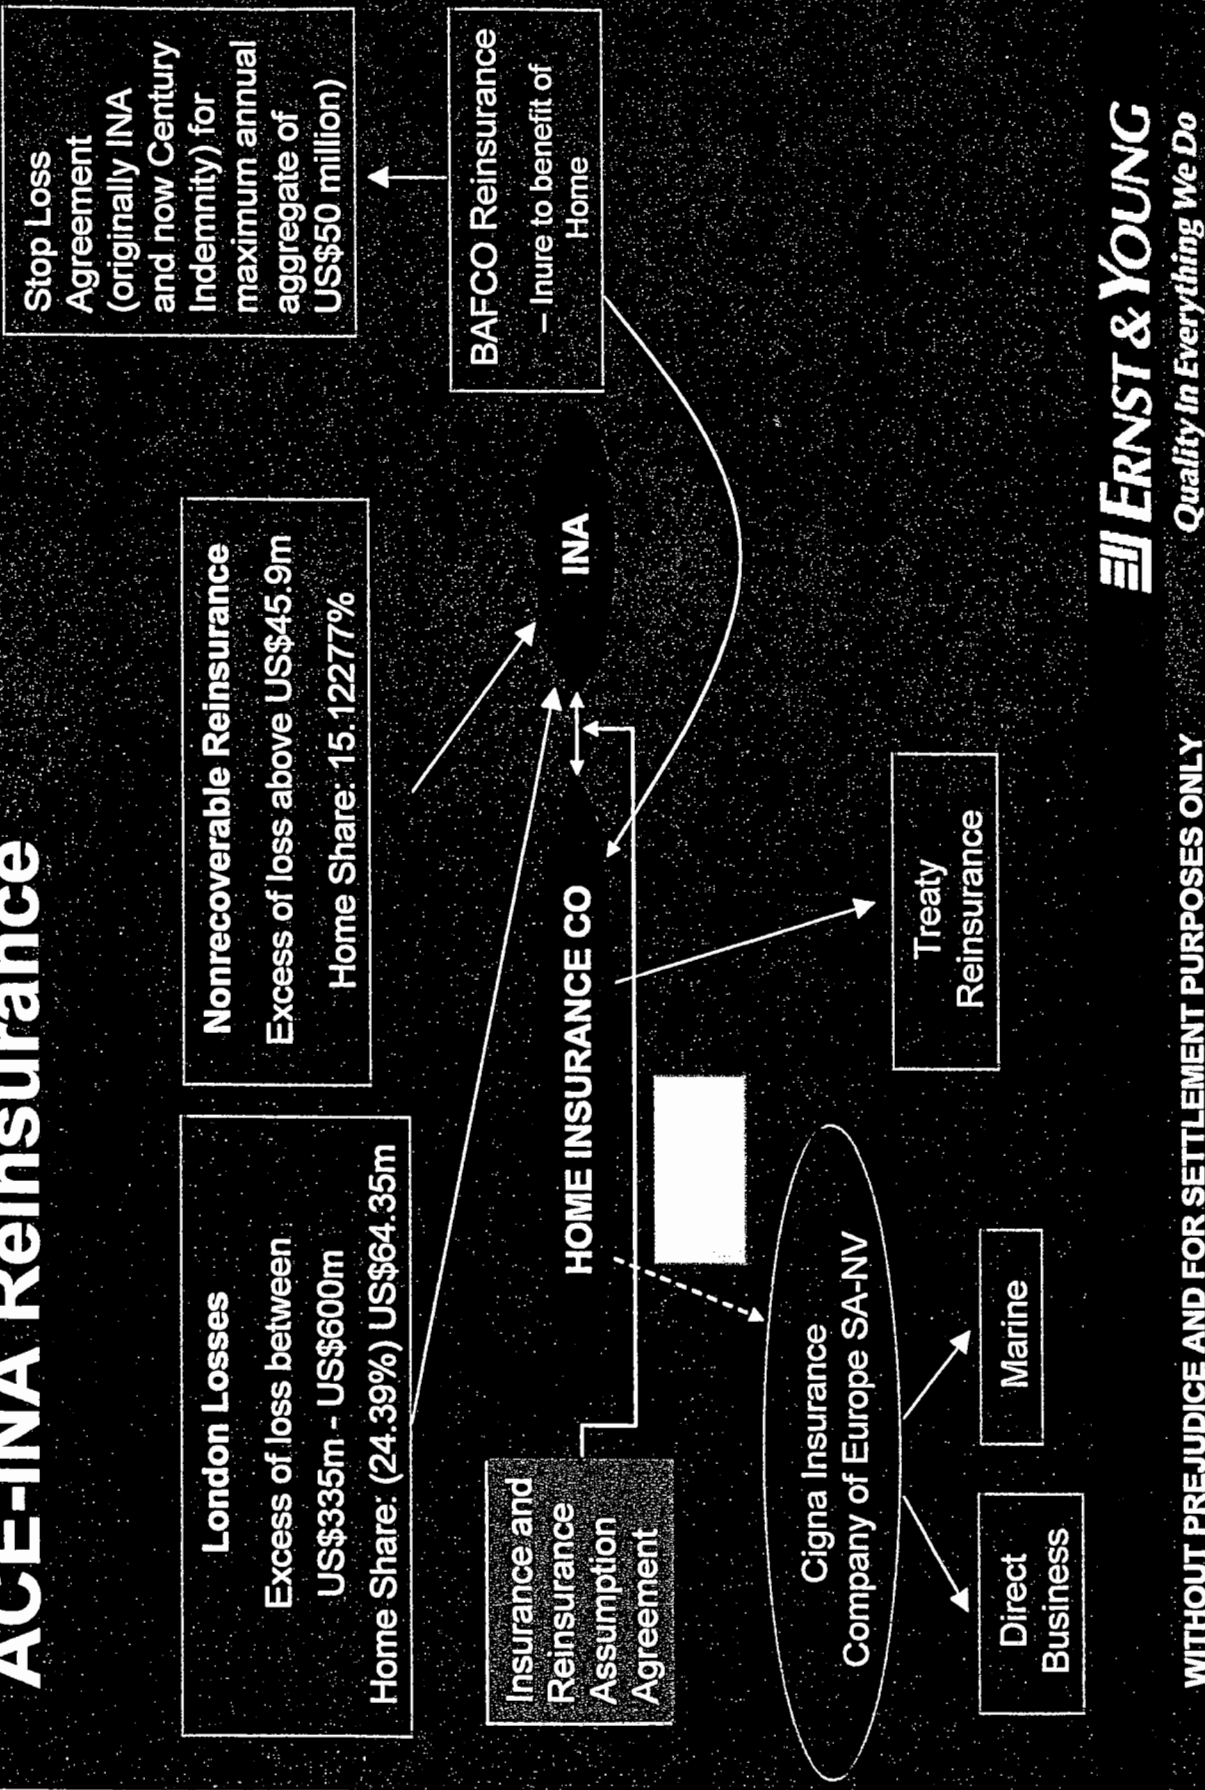 ACE-INA Reinsurance
London Losses
Excess of loss between
US$335m - US$600m
Home Share: (24.39%) US$64.35m
Nonrecoverable Reinsurance
Excess of loss above US$45.9m
Home Share: 15.12277%
Stop Loss
Agreement
(originally INA
and now Century
Indemnity) for
maximum annual
aggregate of
US$50 million)
BAFCO Reinsurance
– Inure to benefit of
Home
Insurance and
Reinsurance
Assumption
Agreement
HOME INSURANCE CO
INA
Cigna Insurance
Company of Europe SA-NV
Treaty
Reinsurance
Direct
Business
Marine
WITHOUT PREJUDICE AND FOR SETTLEMENT PURPOSES ONLY
ERNST & YOUNG
Quality In Everything We Do